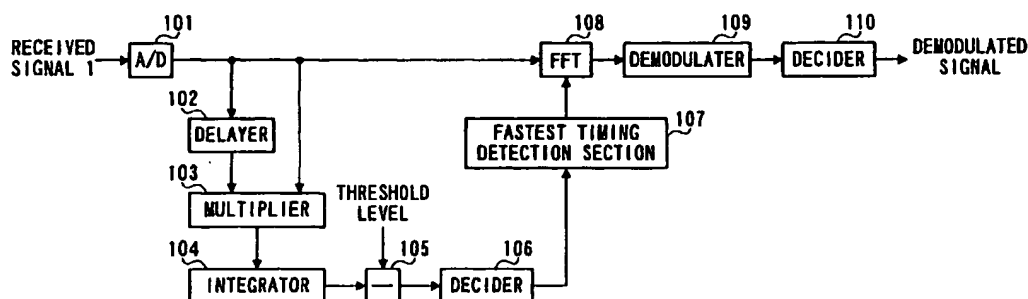 RECEIVED
SIGNAL 1
101
A/D
102
DELAYER
103
MULTIPLIER
104
INTEGRATOR
THRESHOLD
LEVEL
105
—
106
DECIDER
FASTEST TIMING
DETECTION SECTION
107
108
FFT
109
DEMODULATER
110
DECIDER
DEMODULATED
SIGNAL